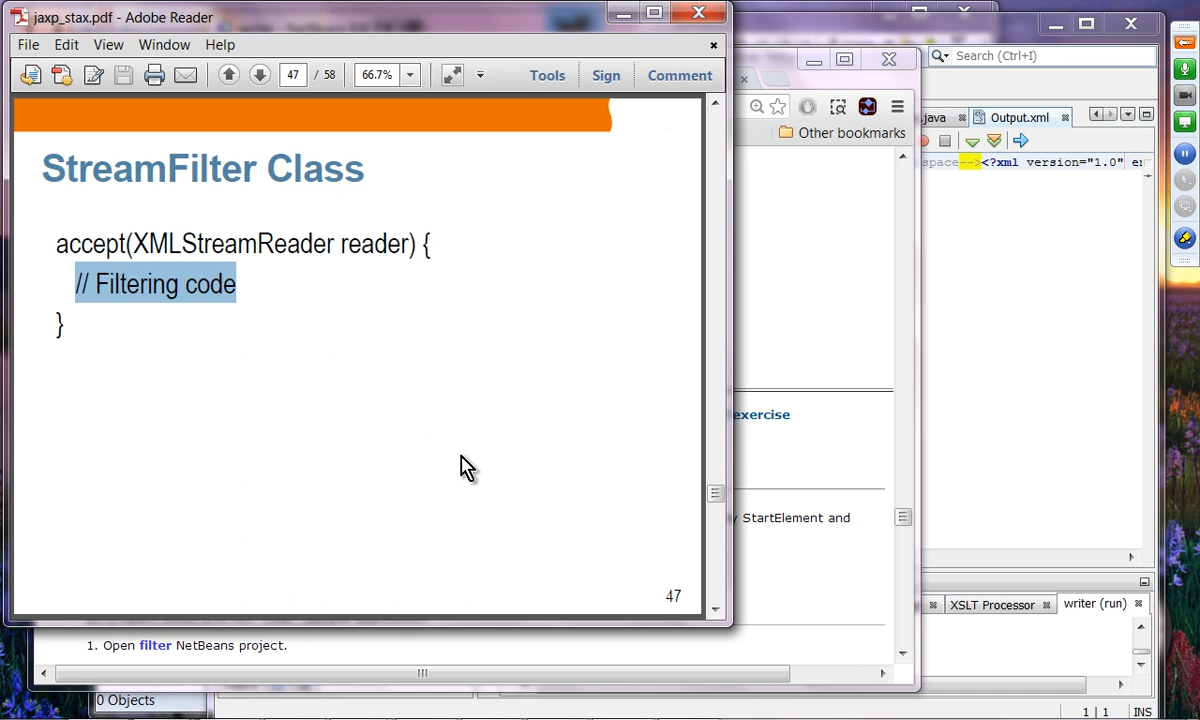 jaxp_stax.pdf - Adobe Reader
File Edit View Window Help
47 / 58 66.7% Tools Sign Comment
StreamFilter Class
accept(XMLStreamReader reader) {
// Filtering code
}
47
Other bookmarks
exercise
StartElement and
1. Open filter NetBeans project.
0 Objects
Search (Ctrl+I)
.java Output.xml
space--><?xml version="1.0"
XSLT Processor writer (run)
1 | 1 INS